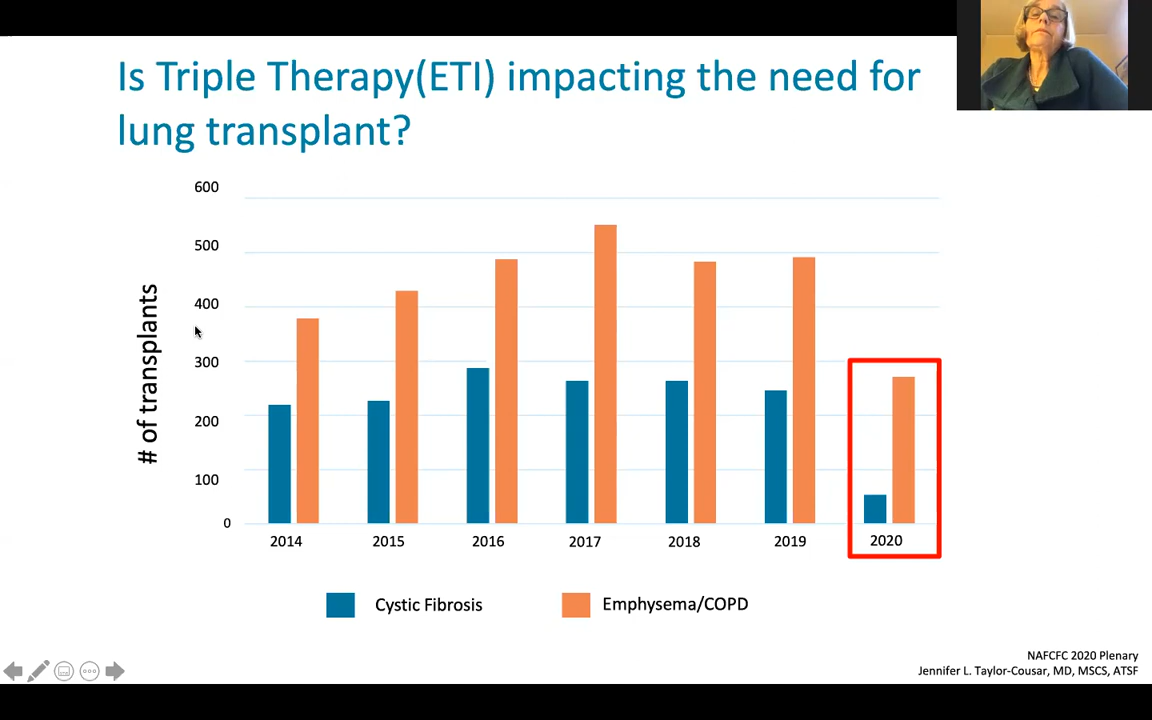 Is Triple Therapy(ETI) impacting the need for
lung transplant?
# of transplants
600
500
400
300
200
100
0
2014
2015
2016
2017
2018
2019
2020
Cystic Fibrosis
Emphysema/COPD
NAFCFC 2020 Plenary
Jennifer L. Taylor-Cousar, MD, MSCS, ATSF